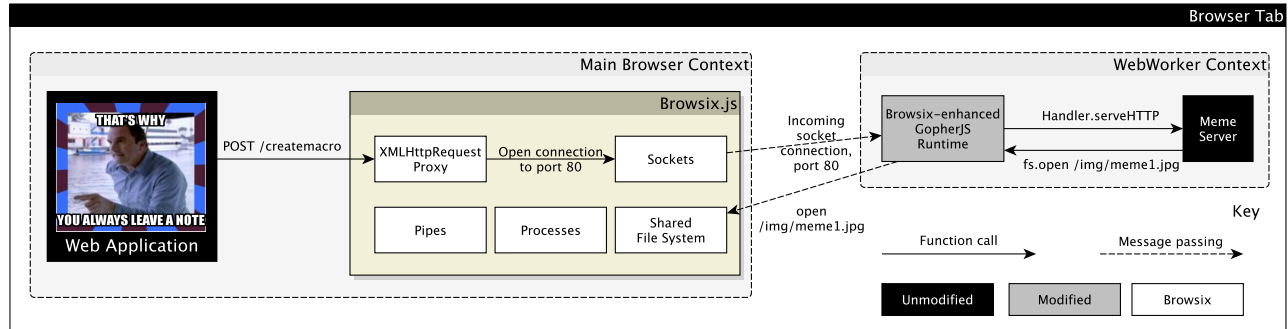 Browser Tab
Main Browser Context
WebWorker Context
THAT'S WHY
YOU ALWAYS LEAVE A NOTE
Web Application
POST /createmacro
Browsix.js
XMLHttpRequest
Proxy
Open connection
to port 80
Sockets
Pipes
Processes
Shared
File System
Incoming
socket
connection,
port 80
open
/img/meme1.jpg
Browsix-enhanced
GopherJS
Runtime
Handler.serveHTTP
fs.open /img/meme1.jpg
Meme
Server
Key
Function call
Message passing
Unmodified
Modified
Browsix